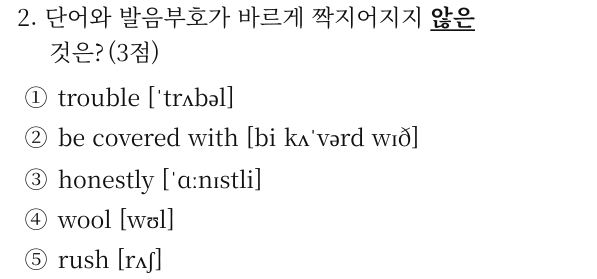 2. 단어와 발음부호가 바르게 짝지어지지 않은
것은? (3점)
① trouble [ˈtrʌbəl]
② be covered with [bi kʌˈvərd wɪð]
③ honestly [ˈɑːnɪstli]
④ wool [wʊl]
⑤ rush [rʌʃ]